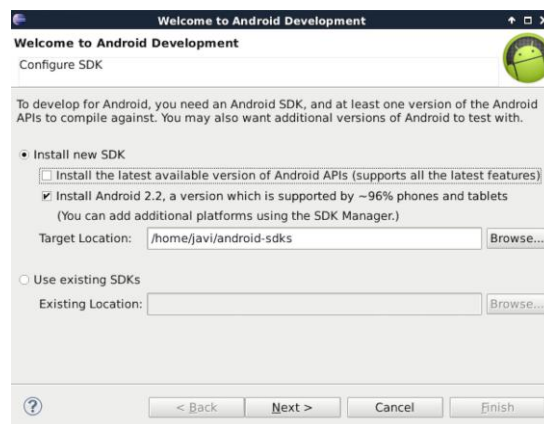 Welcome to Android Development
Welcome to Android Development
Configure SDK
To develop for Android, you need an Android SDK, and at least one version of the Android
APIs to compile against. You may also want additional versions of Android to test with.
Install new SDK
Install the latest available version of Android APIs (supports all the latest features)
Install Android 2.2, a version which is supported by ~96% phones and tablets
(You can add additional platforms using the SDK Manager.)
Target Location: /home/javi/android-sdks Browse...
Use existing SDKs
Existing Location: Browse...
? < Back Next > Cancel Finish